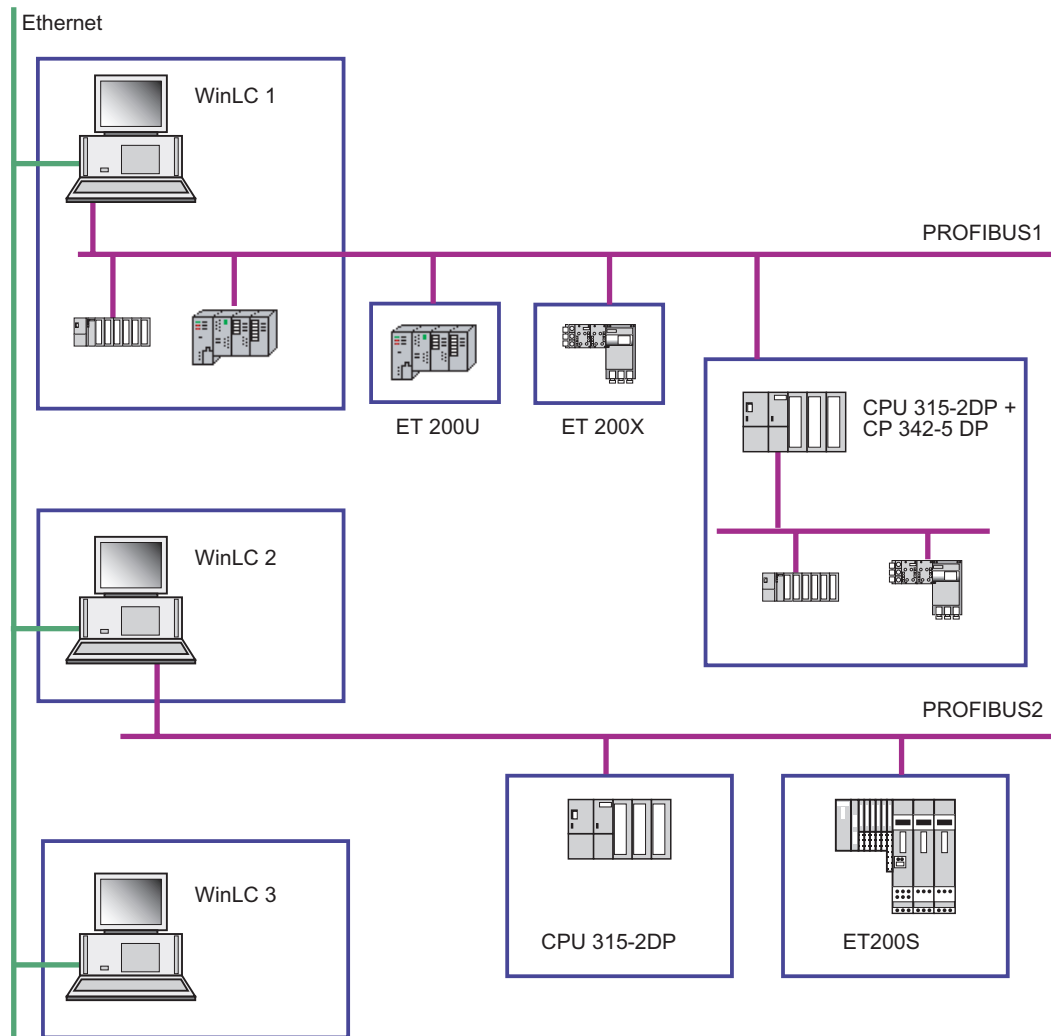 Ethernet
WinLC 1
PROFIBUS1
ET 200U
ET 200X
CPU 315-2DP +
CP 342-5 DP
WinLC 2
PROFIBUS2
WinLC 3
CPU 315-2DP
ET200S